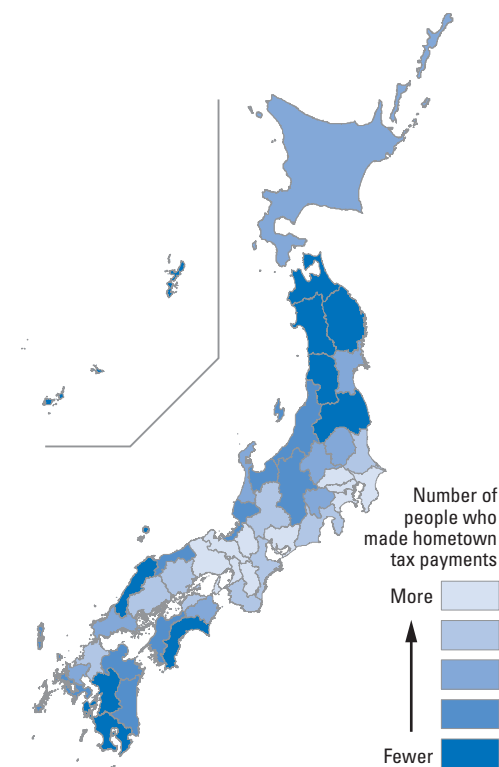 Number of
people who
made hometown
tax payments
More
Fewer